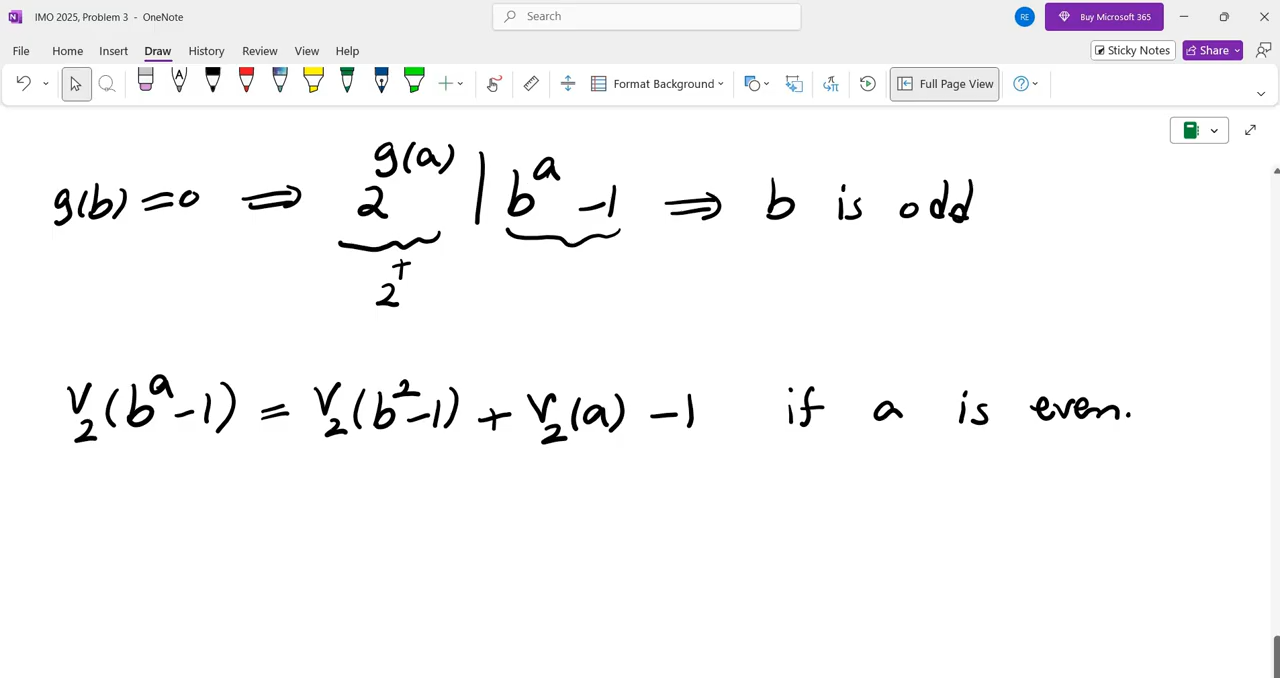 IMO 2025, Problem 3 - OneNote
Search
RE
Buy Microsoft 365
File Home Insert Draw History Review View Help
Sticky Notes
Share
A
Format Background
Full Page View
g(b) = 0 ⟹ 2^{g(a)} | b^a - 1 ⟹ b is odd
2^t
V_2(b^a - 1) = V_2(b^2 - 1) + V_2(a) - 1 if a is even.